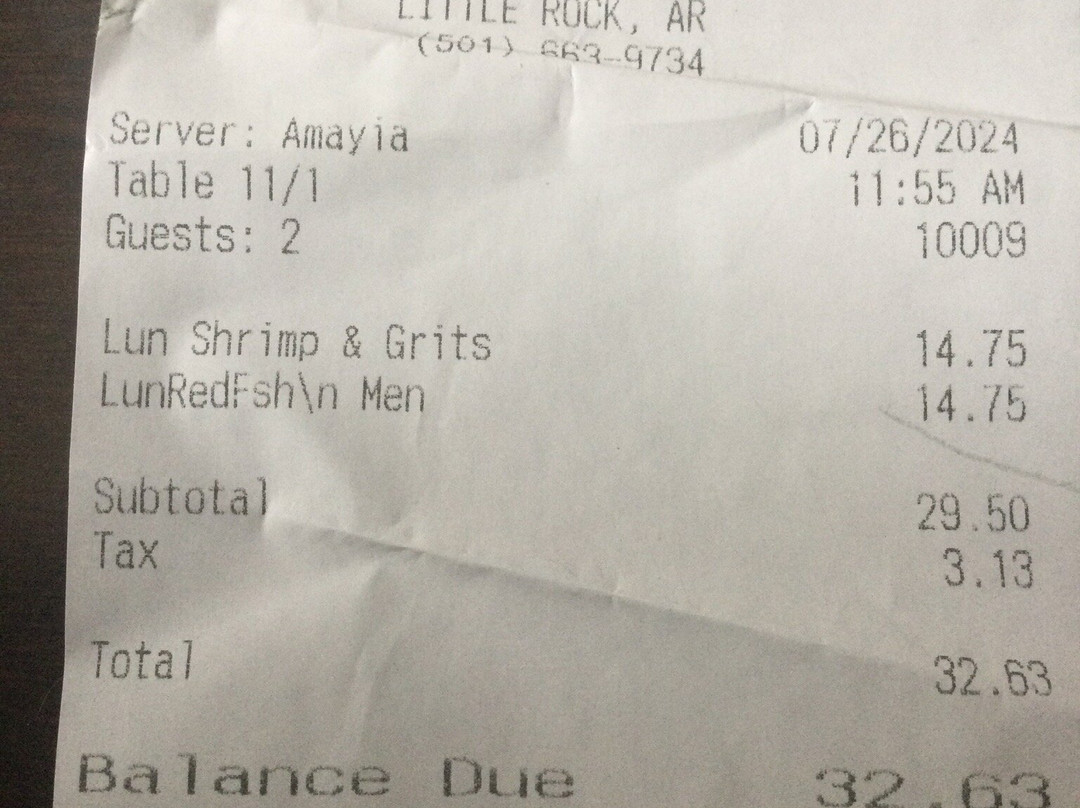 LITTLE ROCK, AR
(501) 663-9734
Server: Amayia 07/26/2024
Table 11/1 11:55 AM
Guests: 2 10009
Lun Shrimp & Grits 14.75
LunRedFsh\n Men 14.75
Subtotal 29.50
Tax 3.13
Total 32.63
Balance Due 32.63